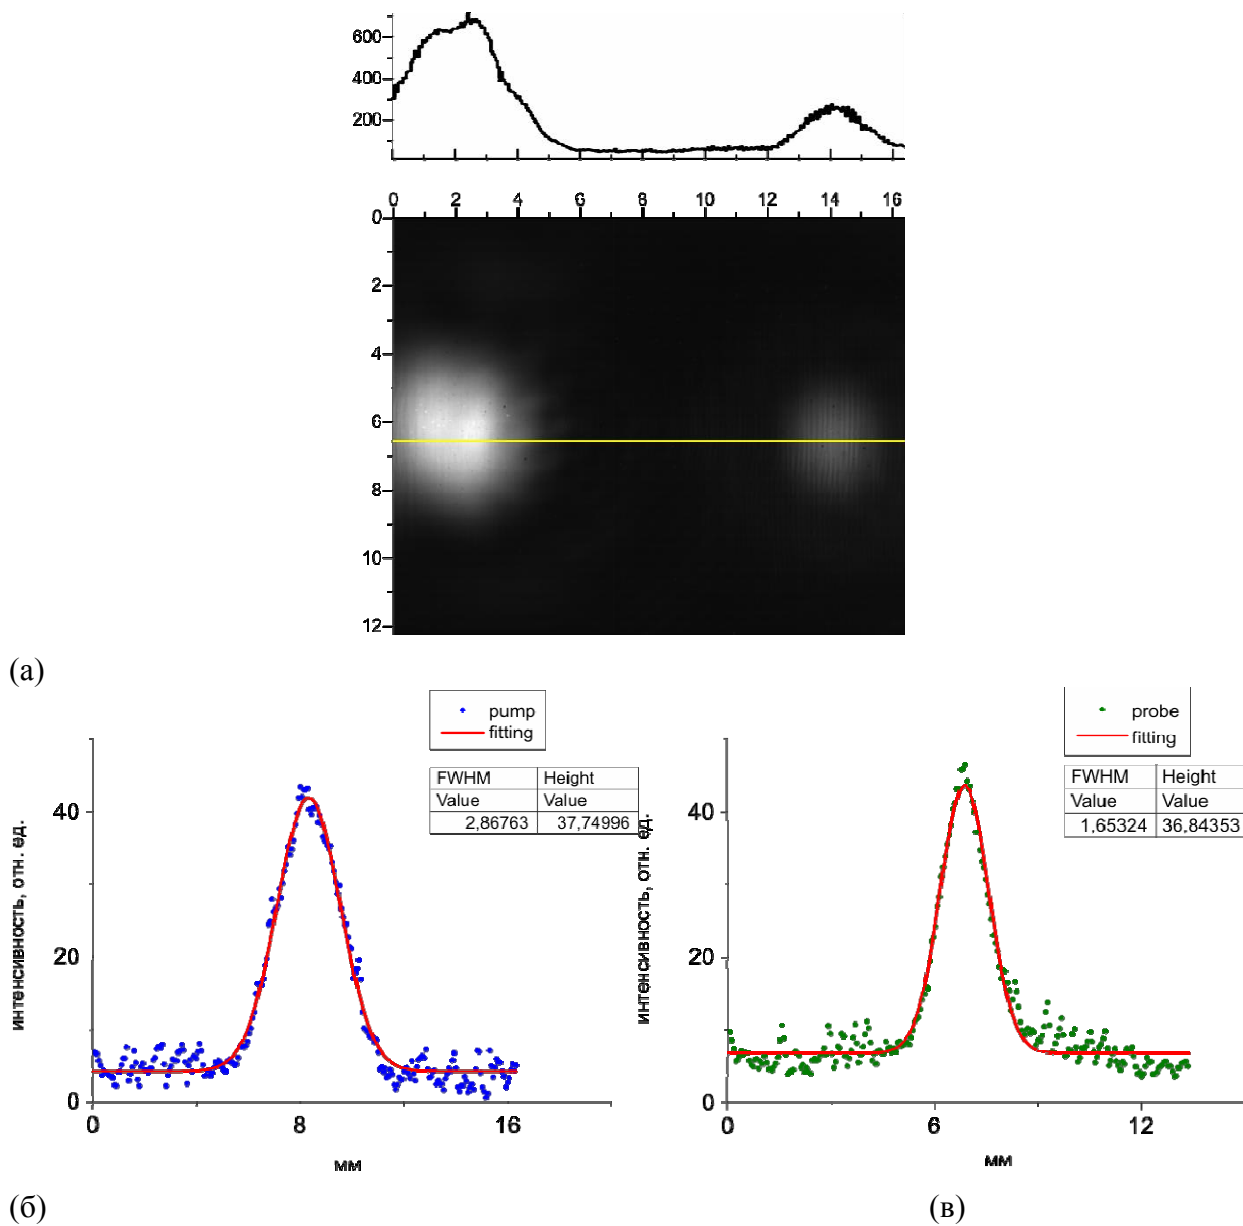 600
400
200
0 2 4 6 8 10 12 14 16
0
2
4
6
8
10
12
(а)
pump
fitting
FWHM Height
Value Value
2,86763 37,74996
интенсивность, отн. ед.
40
20
0
0 8 16
мм
(б)
probe
fitting
FWHM Height
Value Value
1,65324 36,84353
интенсивность, отн. ед.
40
20
0
0 6 12
мм
(в)